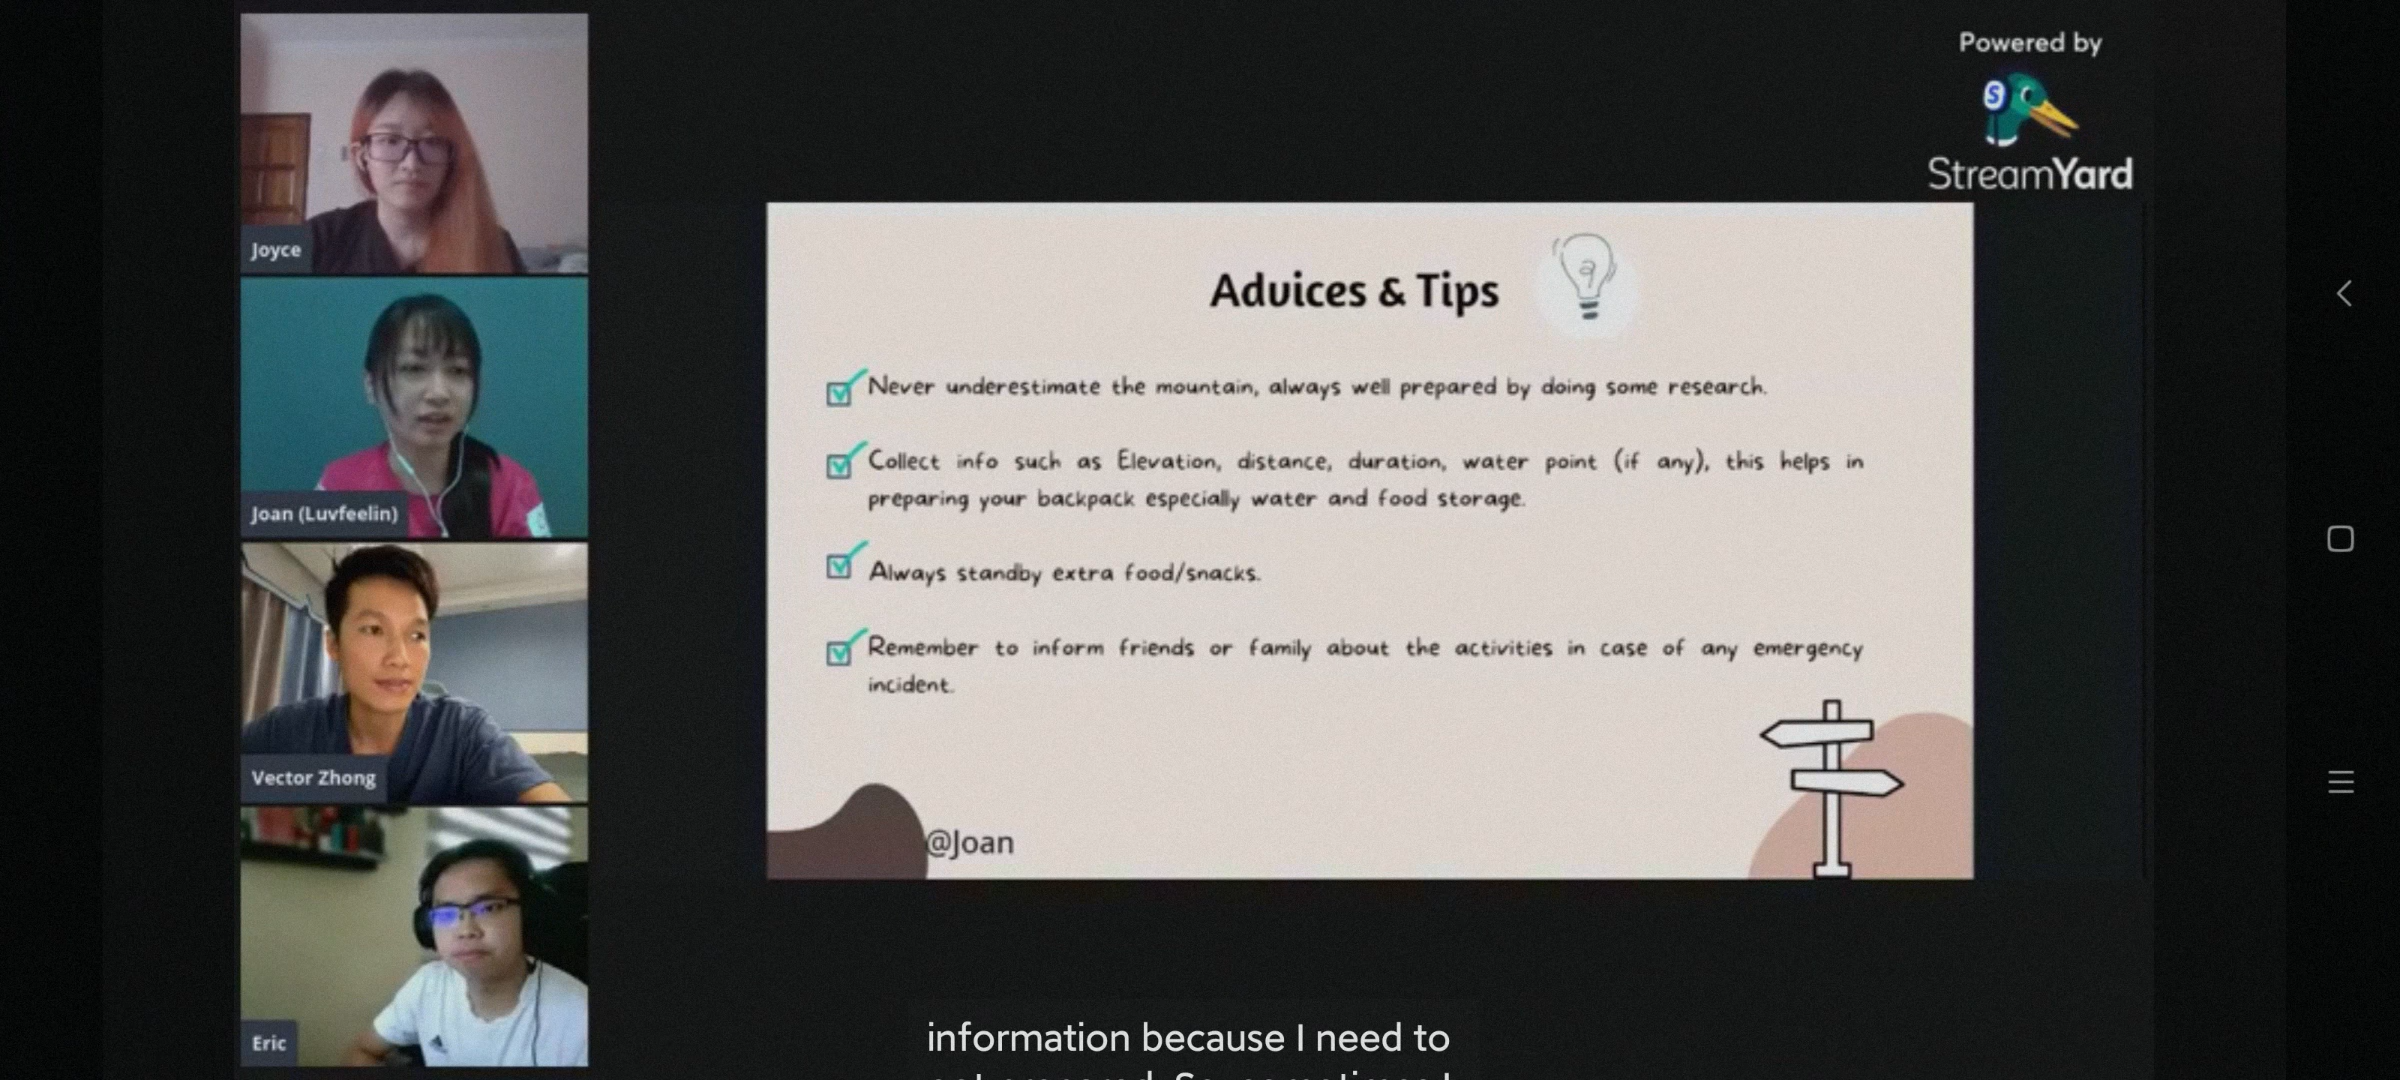 Powered by
StreamYard
Joyce
Joan (Luvfeelin)
Vector Zhong
Eric
Advices & Tips
Never underestimate the mountain, always well prepared by doing some research.
Collect info such as Elevation, distance, duration, water point (if any), this helps in
preparing your backpack especially water and food storage.
Always standby extra food/snacks.
Remember to inform friends or family about the activities in case of any emergency
incident.
@Joan
information because I need to